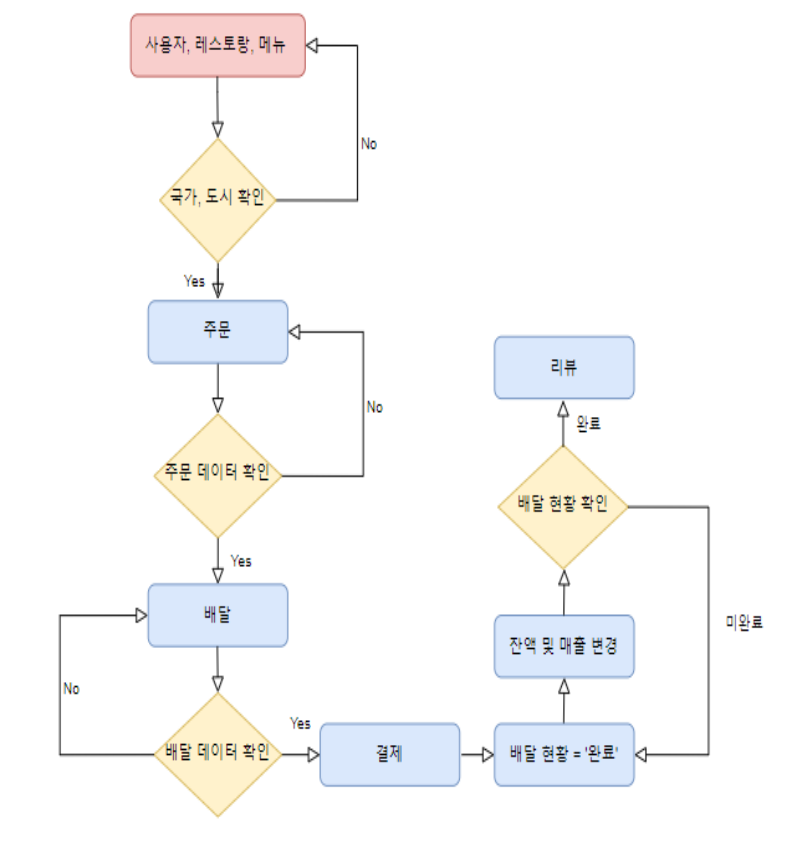 사용자, 레스토랑, 메뉴
No
국가, 도시 확인
Yes
주문
No
주문 데이터 확인
Yes
배달
No
배달 데이터 확인
Yes
결제
배달 현황 = '완료'
잔액 및 매출 변경
배달 현황 확인
미완료
완료
리뷰